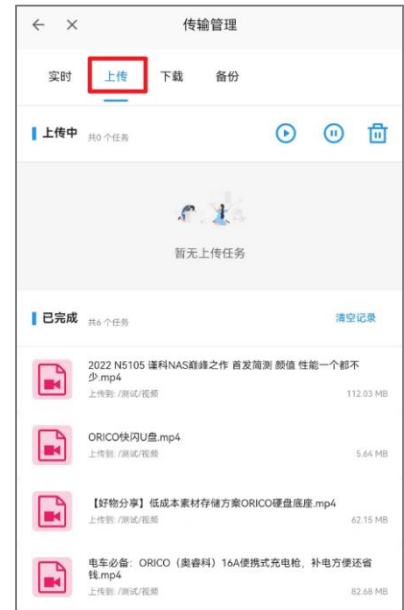 传输管理
实时 上传 下载 备份
上传中 共0个任务
暂无上传任务
已完成 共6个任务 清空记录
2022 N5105 谨科NAS巅峰之作 首发简测 颜值 性能一个都不
少.mp4
上传到: /测试/视频 112.03 MB
ORICO快闪U盘.mp4
上传到: /测试/视频 5.64 MB
【好物分享】低成本素材存储方案ORICO硬盘底座.mp4
上传到: /测试/视频 62.15 MB
电车必备：ORICO（奥睿科）16A便携式充电枪，补电方便还省
钱.mp4
上传到: /测试/视频 82.68 MB